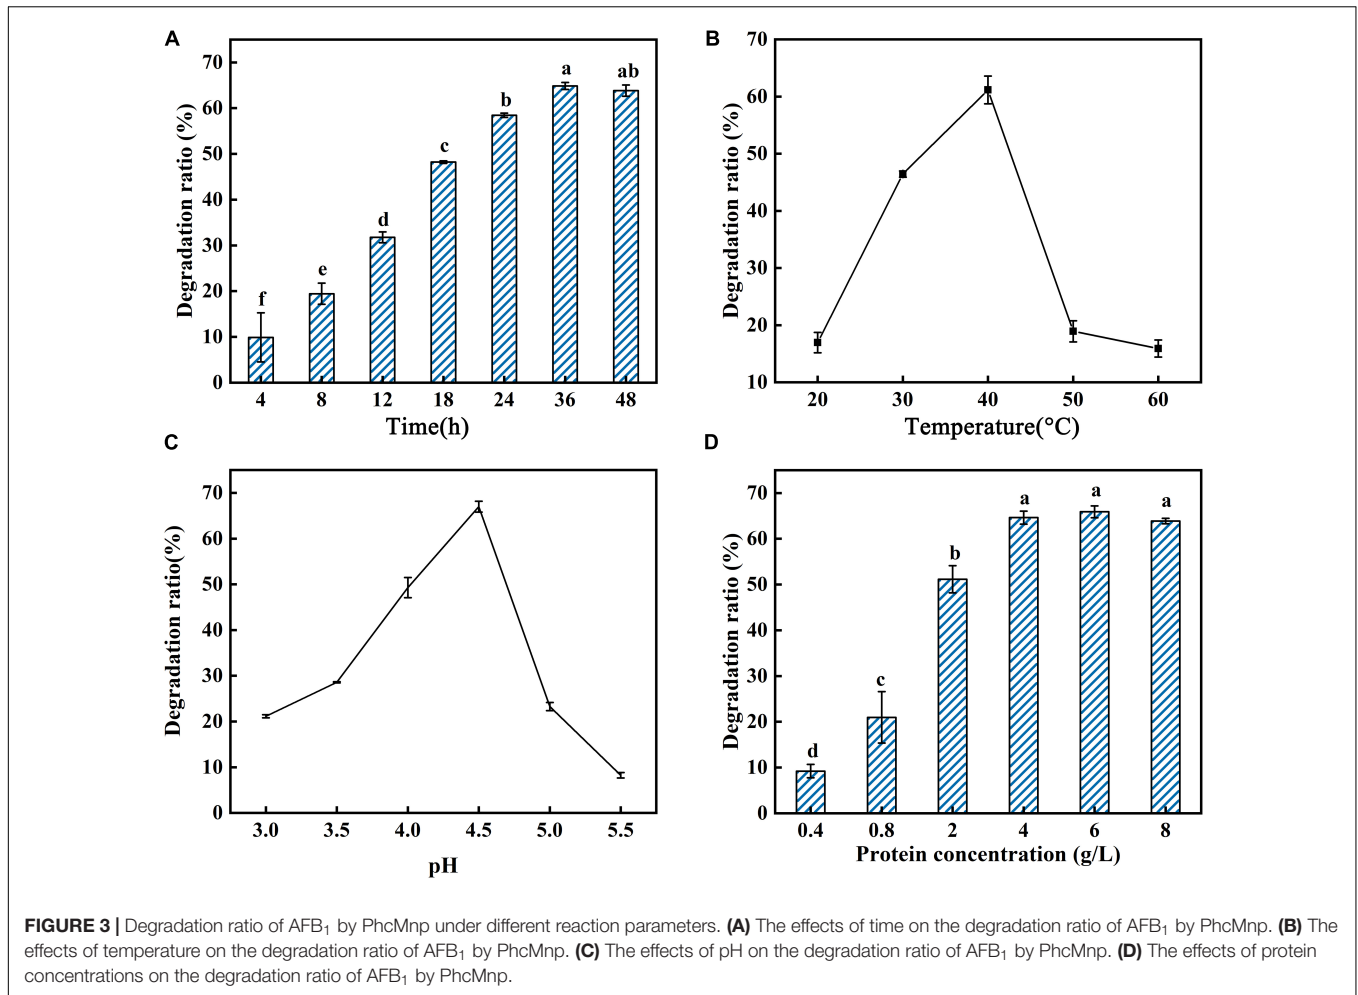 A
Degradation ratio (%)
70
60
50
40
30
20
10
0
f
e
d
c
b
a
ab
4 8 12 18 24 36 48
Time(h)
B
Degradation ratio (%)
70
60
50
40
30
20
10
20 30 40 50 60
Temperature(°C)
C
Degradation ratio(%)
70
60
50
40
30
20
10
0
3.0 3.5 4.0 4.5 5.0 5.5
pH
D
Degradation ratio (%)
70
60
50
40
30
20
10
0
d
c
b
a
a
a
0.4 0.8 2 4 6 8
Protein concentration (g/L)
FIGURE 3 | Degradation ratio of AFB₁ by PhcMnp under different reaction parameters. (A) The effects of time on the degradation ratio of AFB₁ by PhcMnp. (B) The
effects of temperature on the degradation ratio of AFB₁ by PhcMnp. (C) The effects of pH on the degradation ratio of AFB₁ by PhcMnp. (D) The effects of protein
concentrations on the degradation ratio of AFB₁ by PhcMnp.